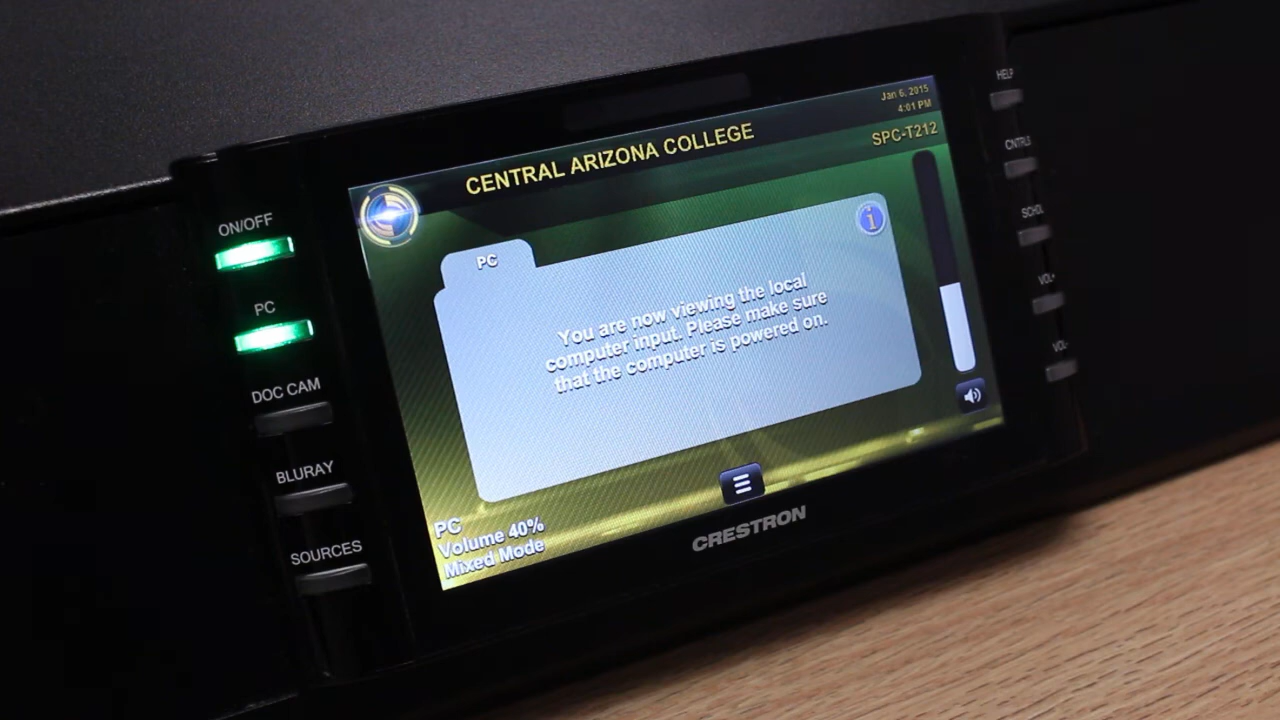 Jan 6, 2015
4:01 PM
CENTRAL ARIZONA COLLEGE
SPC-T212
PC
You are now viewing the local
computer input. Please make sure
that the computer is powered on.
i
PC
Volume 40%
Mixed Mode
CRESTRON
ON/OFF
PC
DOC CAM
BLURAY
SOURCES
HELP
CNTRLS
VOL+
VOL-